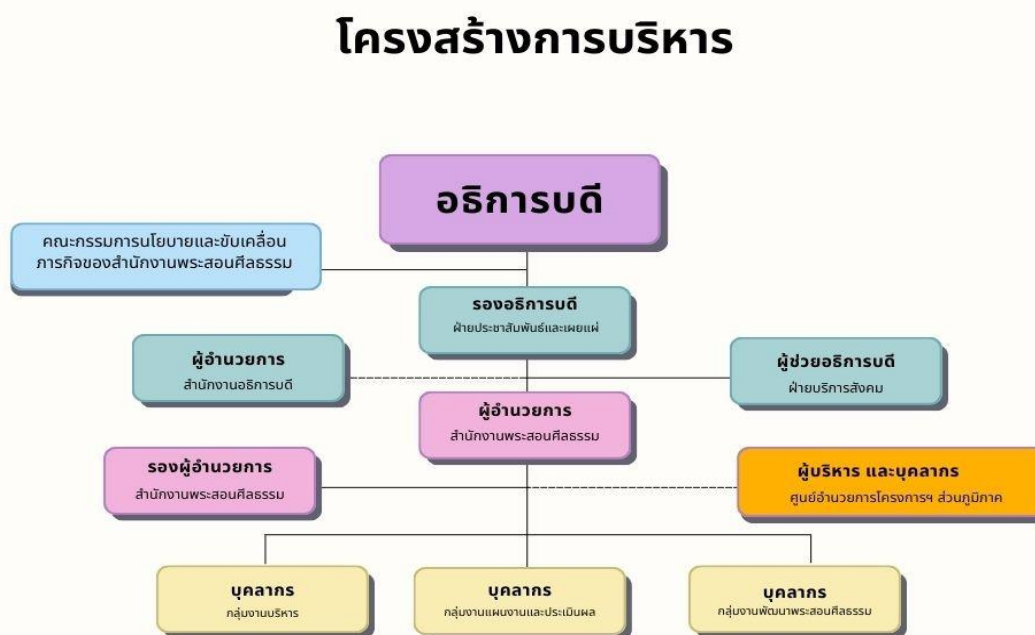 โครงสร้างการบริหาร
อธิการบดี
คณะกรรมการนโยบายและขับเคลื่อน
ภารกิจของสำนักงานพระสอนศีลธรรม
รองอธิการบดี
ฝ่ายประชาสัมพันธ์และเผยแผ่
ผู้อำนวยการ
สำนักงานอธิการบดี
ผู้ช่วยอธิการบดี
ฝ่ายบริการสังคม
ผู้อำนวยการ
สำนักงานพระสอนศีลธรรม
รองผู้อำนวยการ
สำนักงานพระสอนศีลธรรม
ผู้บริหาร และบุคลากร
ศูนย์อำนวยการโครงการฯ ส่วนภูมิภาค
บุคลากร
กลุ่มงานบริหาร
บุคลากร
กลุ่มงานแผนงานและประเมินผล
บุคลากร
กลุ่มงานพัฒนาพระสอนศีลธรรม